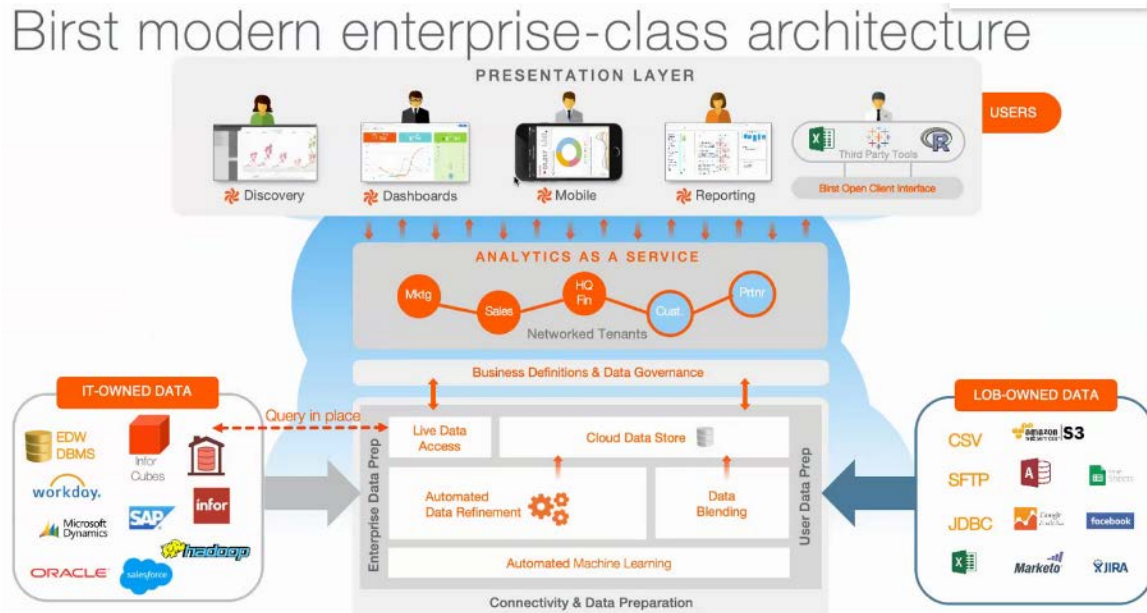 Birst modern enterprise-class architecture
PRESENTATION LAYER
USERS
Third Party Tools
Birst Open Client Interface
Discovery
Dashboards
Mobile
Reporting
ANALYTICS AS A SERVICE
Mktg
Sales
HQ
Fin
Cust.
Prtnr
Networked Tenants
Business Definitions & Data Governance
IT-OWNED DATA
EDW
DBMS
Infor
Cubes
workday.
infor
Microsoft
Dynamics
SAP
hadoop
ORACLE
salesforce
Query in place
Enterprise Data Prep
Live Data
Access
Cloud Data Store
Automated
Data Refinement
Data
Blending
Automated Machine Learning
User Data Prep
Connectivity & Data Preparation
LOB-OWNED DATA
CSV
amazon
S3
SFTP
A
Sheets
JDBC
Google
facebook
Marketo
JIRA